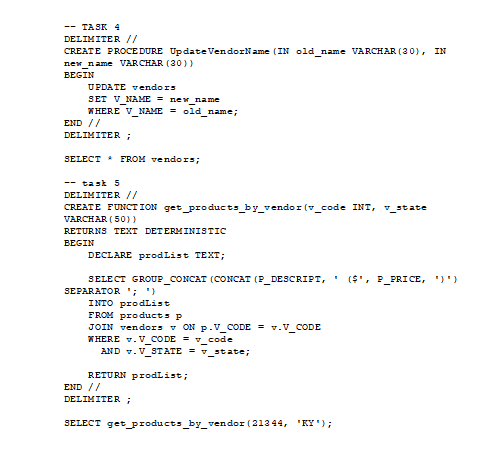 -- TASK 4
DELIMITER //
CREATE PROCEDURE UpdateVendorName(IN old_name VARCHAR(30), IN
new_name VARCHAR(30))
BEGIN
    UPDATE vendors
    SET V_NAME = new_name
    WHERE V_NAME = old_name;
END //
DELIMITER ;

SELECT * FROM vendors;

-- task 5
DELIMITER //
CREATE FUNCTION get_products_by_vendor(v_code INT, v_state
VARCHAR(50))
RETURNS TEXT DETERMINISTIC
BEGIN
    DECLARE prodList TEXT;

    SELECT GROUP_CONCAT(CONCAT(P_DESCRIPT, ' ($', P_PRICE, ')')
SEPARATOR '; ')
    INTO prodList
    FROM products p
    JOIN vendors v ON p.V_CODE = v.V_CODE
    WHERE v.V_CODE = v_code
      AND v.V_STATE = v_state;

    RETURN prodList;
END //
DELIMITER ;

SELECT get_products_by_vendor(21344, 'KY');